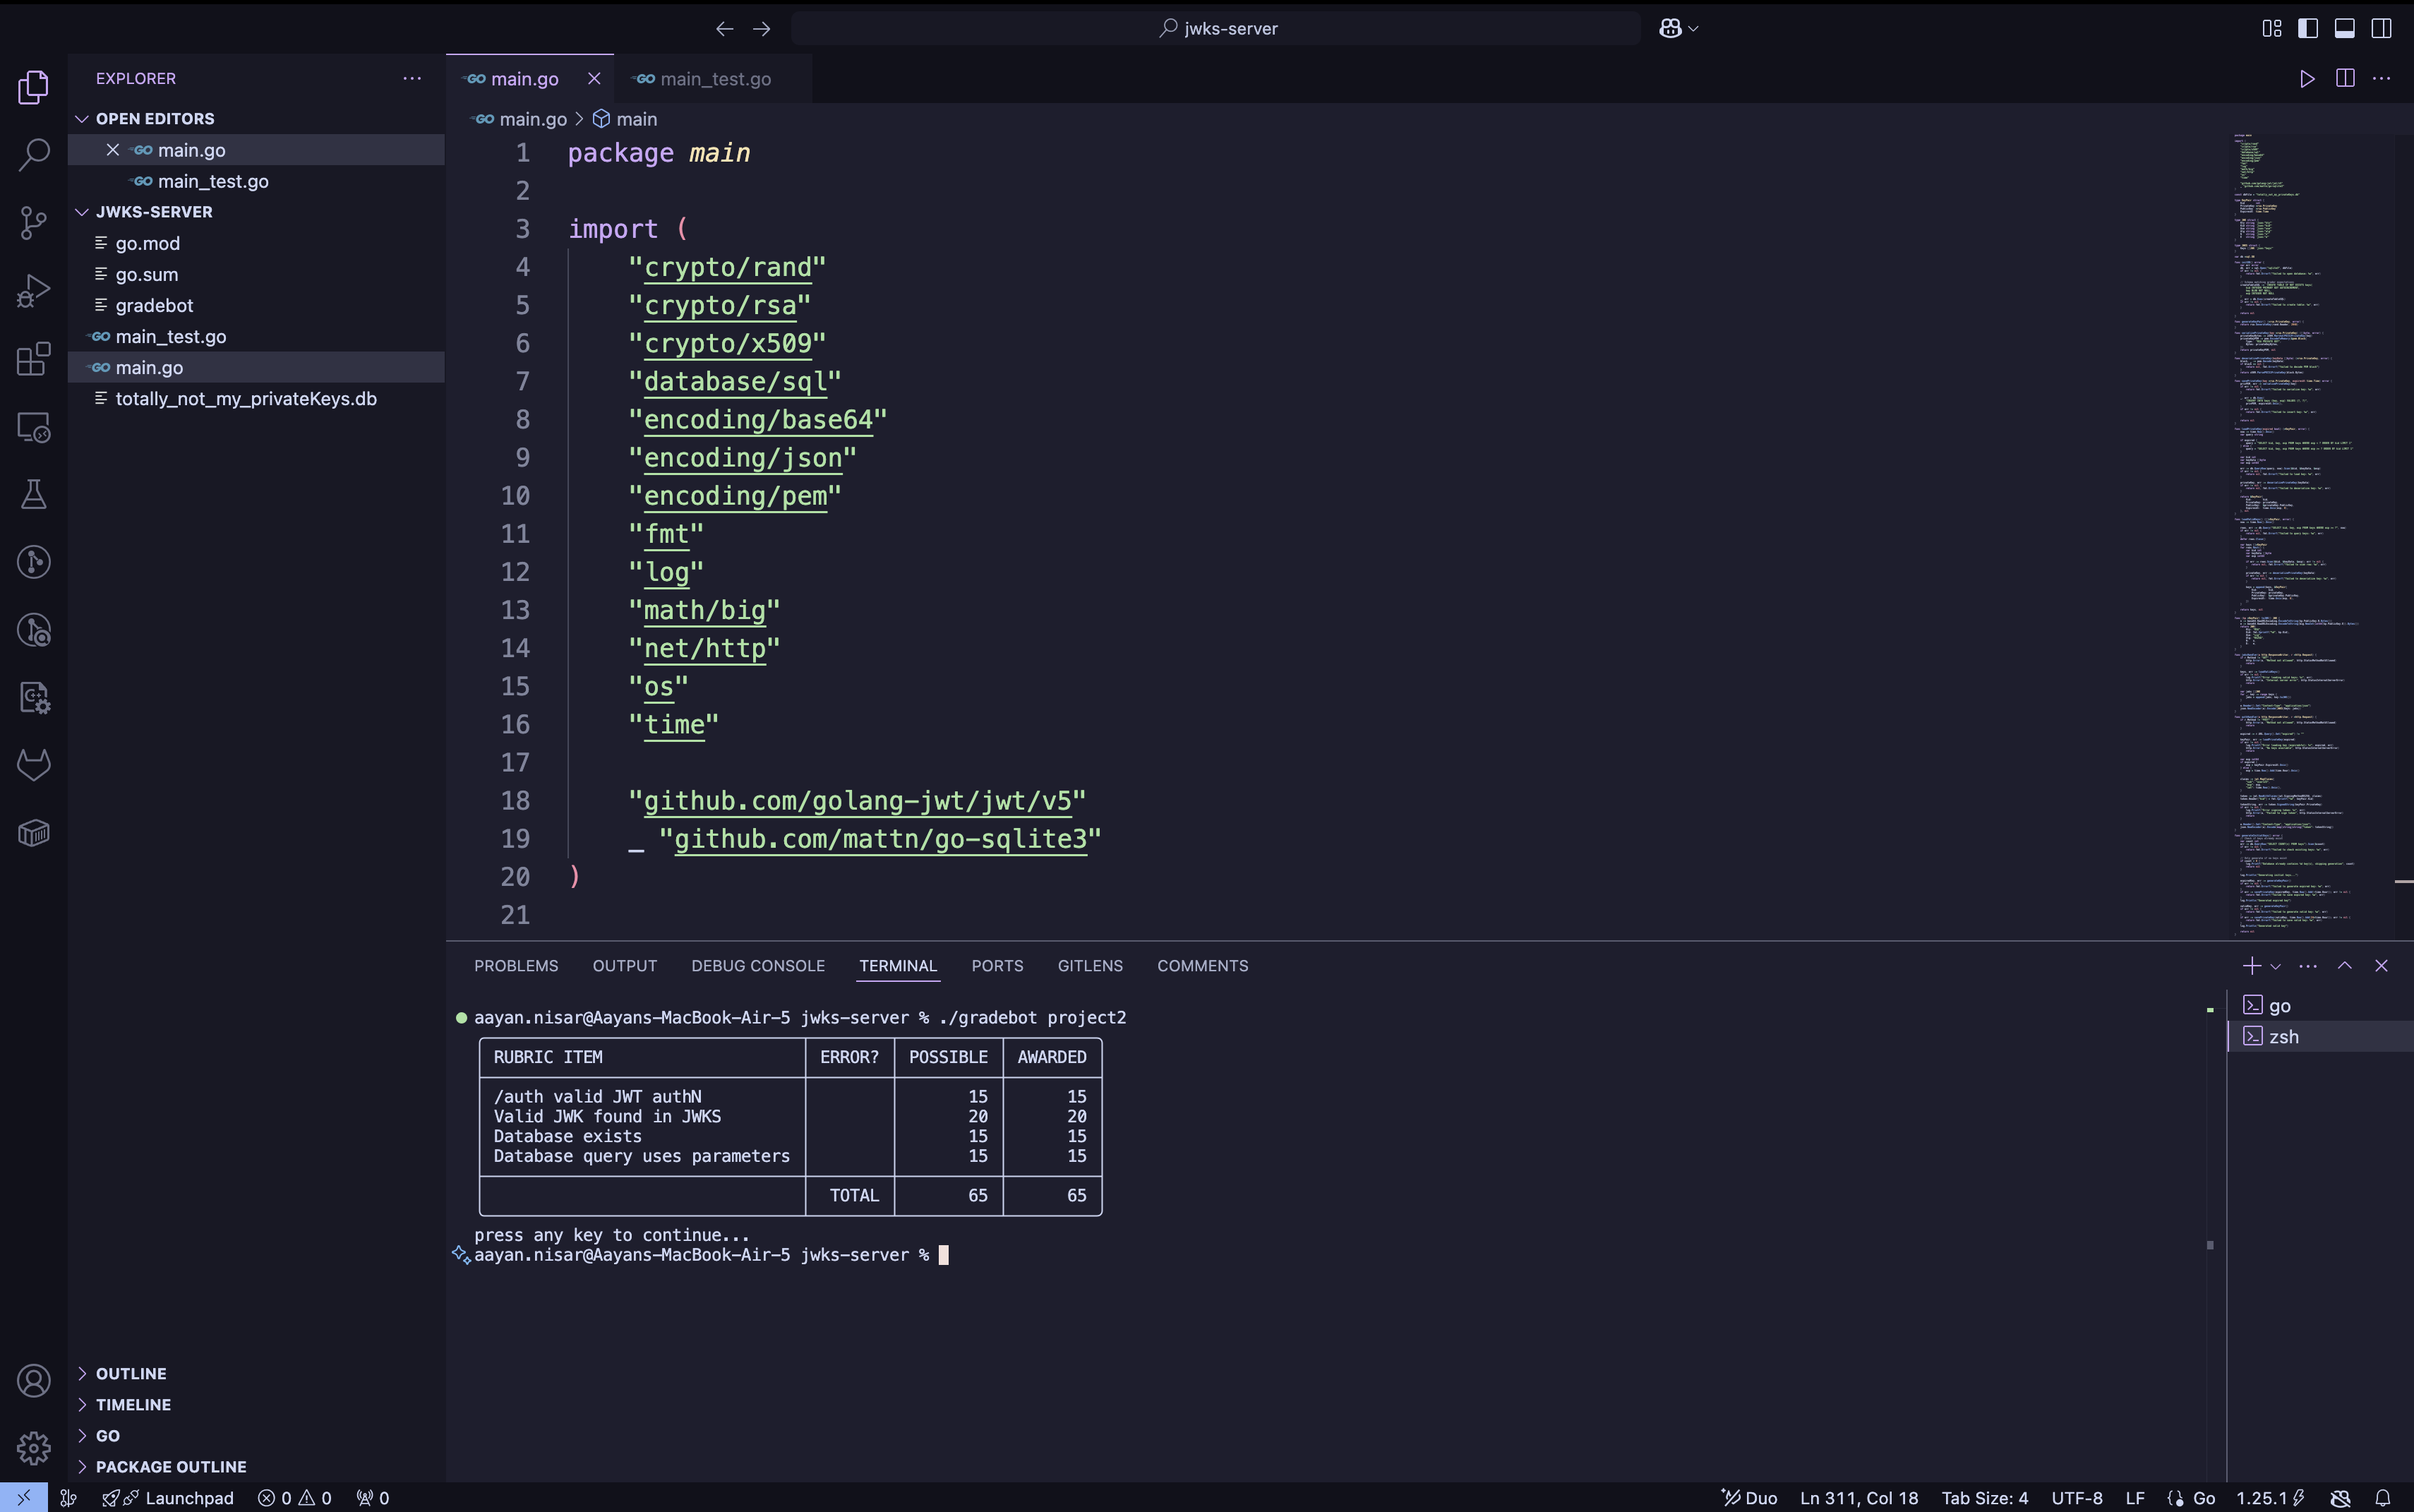 jwks-server
EXPLORER
OPEN EDITORS
main.go
main_test.go
JWKS-SERVER
go.mod
go.sum
gradebot
main_test.go
main.go
totally_not_my_privateKeys.db
OUTLINE
TIMELINE
GO
PACKAGE OUTLINE
main.go
main_test.go
main.go > main
1 package main
2
3 import (
4 "crypto/rand"
5 "crypto/rsa"
6 "crypto/x509"
7 "database/sql"
8 "encoding/base64"
9 "encoding/json"
10 "encoding/pem"
11 "fmt"
12 "log"
13 "math/big"
14 "net/http"
15 "os"
16 "time"
17
18 "github.com/golang-jwt/jwt/v5"
19 _ "github.com/mattn/go-sqlite3"
20 )
21
PROBLEMS OUTPUT DEBUG CONSOLE TERMINAL PORTS GITLENS COMMENTS
aayan.nisar@Aayans-MacBook-Air-5 jwks-server % ./gradebot project2
RUBRIC ITEM ERROR? POSSIBLE AWARDED
/auth valid JWT authN 15 15
Valid JWK found in JWKS 20 20
Database exists 15 15
Database query uses parameters 15 15
TOTAL 65 65
press any key to continue...
aayan.nisar@Aayans-MacBook-Air-5 jwks-server %
go
zsh
Launchpad 0 0 0
Duo Ln 311, Col 18 Tab Size: 4 UTF-8 LF Go 1.25.1